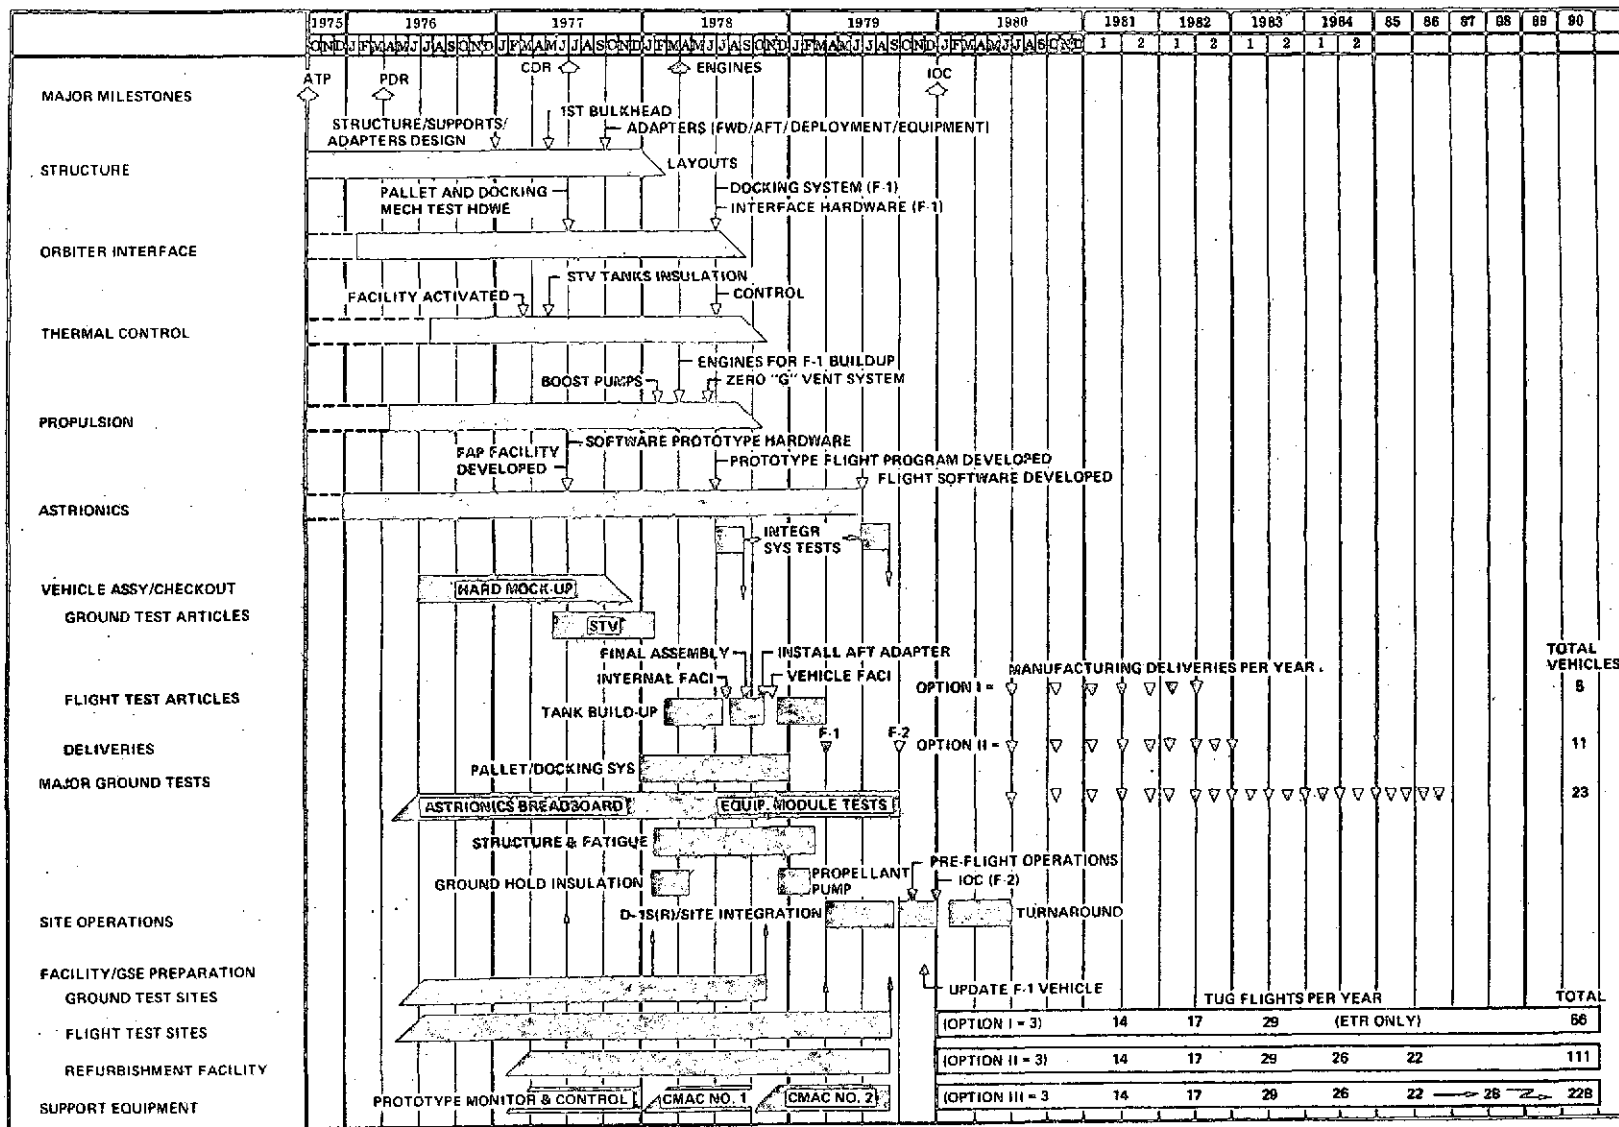 1975 1976 1977 1978 1979 1980 1981 1982 1983 1984 85 86 87 88 89 90
O N D J F M A M J J A S O N D J F M A M J J A S O N D J F M A M J J A S O N D J F M A M J J A S O N D J F M A M J J A S O N D 1 2 1 2 1 2 1 2
MAJOR MILESTONES
ATP PDR CDR ENGINES IOC
STRUCTURE/SUPPORTS/
ADAPTERS DESIGN
1ST BULKHEAD
ADAPTERS (FWD/AFT/DEPLOYMENT/EQUIPMENT)
STRUCTURE
LAYOUTS
PALLET AND DOCKING
MECH TEST HDWE
DOCKING SYSTEM (F-1)
INTERFACE HARDWARE (F-1)
ORBITER INTERFACE
STV TANKS INSULATION
FACILITY ACTIVATED
CONTROL
THERMAL CONTROL
ENGINES FOR F-1 BUILDUP
BOOST PUMPS
ZERO "G" VENT SYSTEM
PROPULSION
FAP FACILITY
DEVELOPED
SOFTWARE PROTOTYPE HARDWARE
PROTOTYPE FLIGHT PROGRAM DEVELOPED
FLIGHT SOFTWARE DEVELOPED
ASTRIONICS
INTEGR
SYS TESTS
VEHICLE ASSY/CHECKOUT
HARD MOCK-UP
GROUND TEST ARTICLES
STV
FINAL ASSEMBLY
INSTALL AFT ADAPTER
INTERNAL FACI
VEHICLE FACI
MANUFACTURING DELIVERIES PER YEAR
TOTAL
VEHICLES
FLIGHT TEST ARTICLES
TANK BUILD-UP
OPTION I =
8
DELIVERIES
F-1 F-2
OPTION II =
11
PALLET/DOCKING SYS
MAJOR GROUND TESTS
ASTRIONICS BREADBOARD
EQUIP. MODULE TESTS
23
STRUCTURE & FATIGUE
GROUND HOLD INSULATION
PROPELLANT
PUMP
PRE-FLIGHT OPERATIONS
IOC (F-2)
SITE OPERATIONS
D-1S(R)/SITE INTEGRATION
TURNAROUND
FACILITY/GSE PREPARATION
GROUND TEST SITES
UPDATE F-1 VEHICLE
TUG FLIGHTS PER YEAR
TOTAL
FLIGHT TEST SITES
(OPTION I = 3) 14 17 29 (ETR ONLY) 66
REFURBISHMENT FACILITY
(OPTION II = 3) 14 17 29 26 22 111
SUPPORT EQUIPMENT
PROTOTYPE MONITOR & CONTROL
CMAC NO. 1
CMAC NO. 2
(OPTION III = 3 14 17 29 26 22 28 228